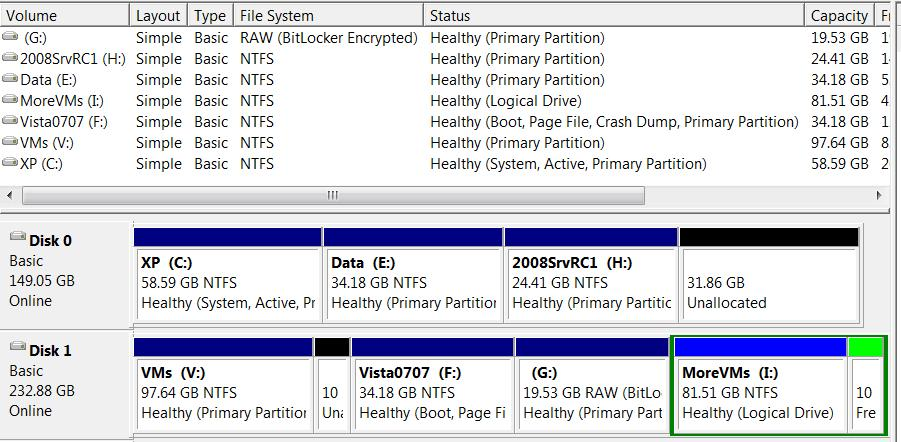 Volume Layout Type File System Status Capacity
(G:) Simple Basic RAW (BitLocker Encrypted) Healthy (Primary Partition) 19.53 GB 1
2008SrvRC1 (H:) Simple Basic NTFS Healthy (Primary Partition) 24.41 GB 1
Data (E:) Simple Basic NTFS Healthy (Primary Partition) 34.18 GB 5
MoreVMs (I:) Simple Basic NTFS Healthy (Logical Drive) 81.51 GB 4
Vista0707 (F:) Simple Basic NTFS Healthy (Boot, Page File, Crash Dump, Primary Partition) 34.18 GB 1
VMs (V:) Simple Basic NTFS Healthy (Primary Partition) 97.64 GB 8
XP (C:) Simple Basic NTFS Healthy (System, Active, Primary Partition) 58.59 GB 2
Disk 0
Basic
149.05 GB
Online
XP (C:)
58.59 GB NTFS
Healthy (System, Active, Pr
Data (E:)
34.18 GB NTFS
Healthy (Primary Partition
2008SrvRC1 (H:)
24.41 GB NTFS
Healthy (Primary Partitic
31.86 GB
Unallocated
Disk 1
Basic
232.88 GB
Online
VMs (V:)
97.64 GB NTFS
Healthy (Primary Partition
10
Una
Vista0707 (F:)
34.18 GB NTFS
Healthy (Boot, Page Fi
(G:)
19.53 GB RAW (BitLo
Healthy (Primary Part
MoreVMs (I:)
81.51 GB NTFS
Healthy (Logical Drive)
10
Fre